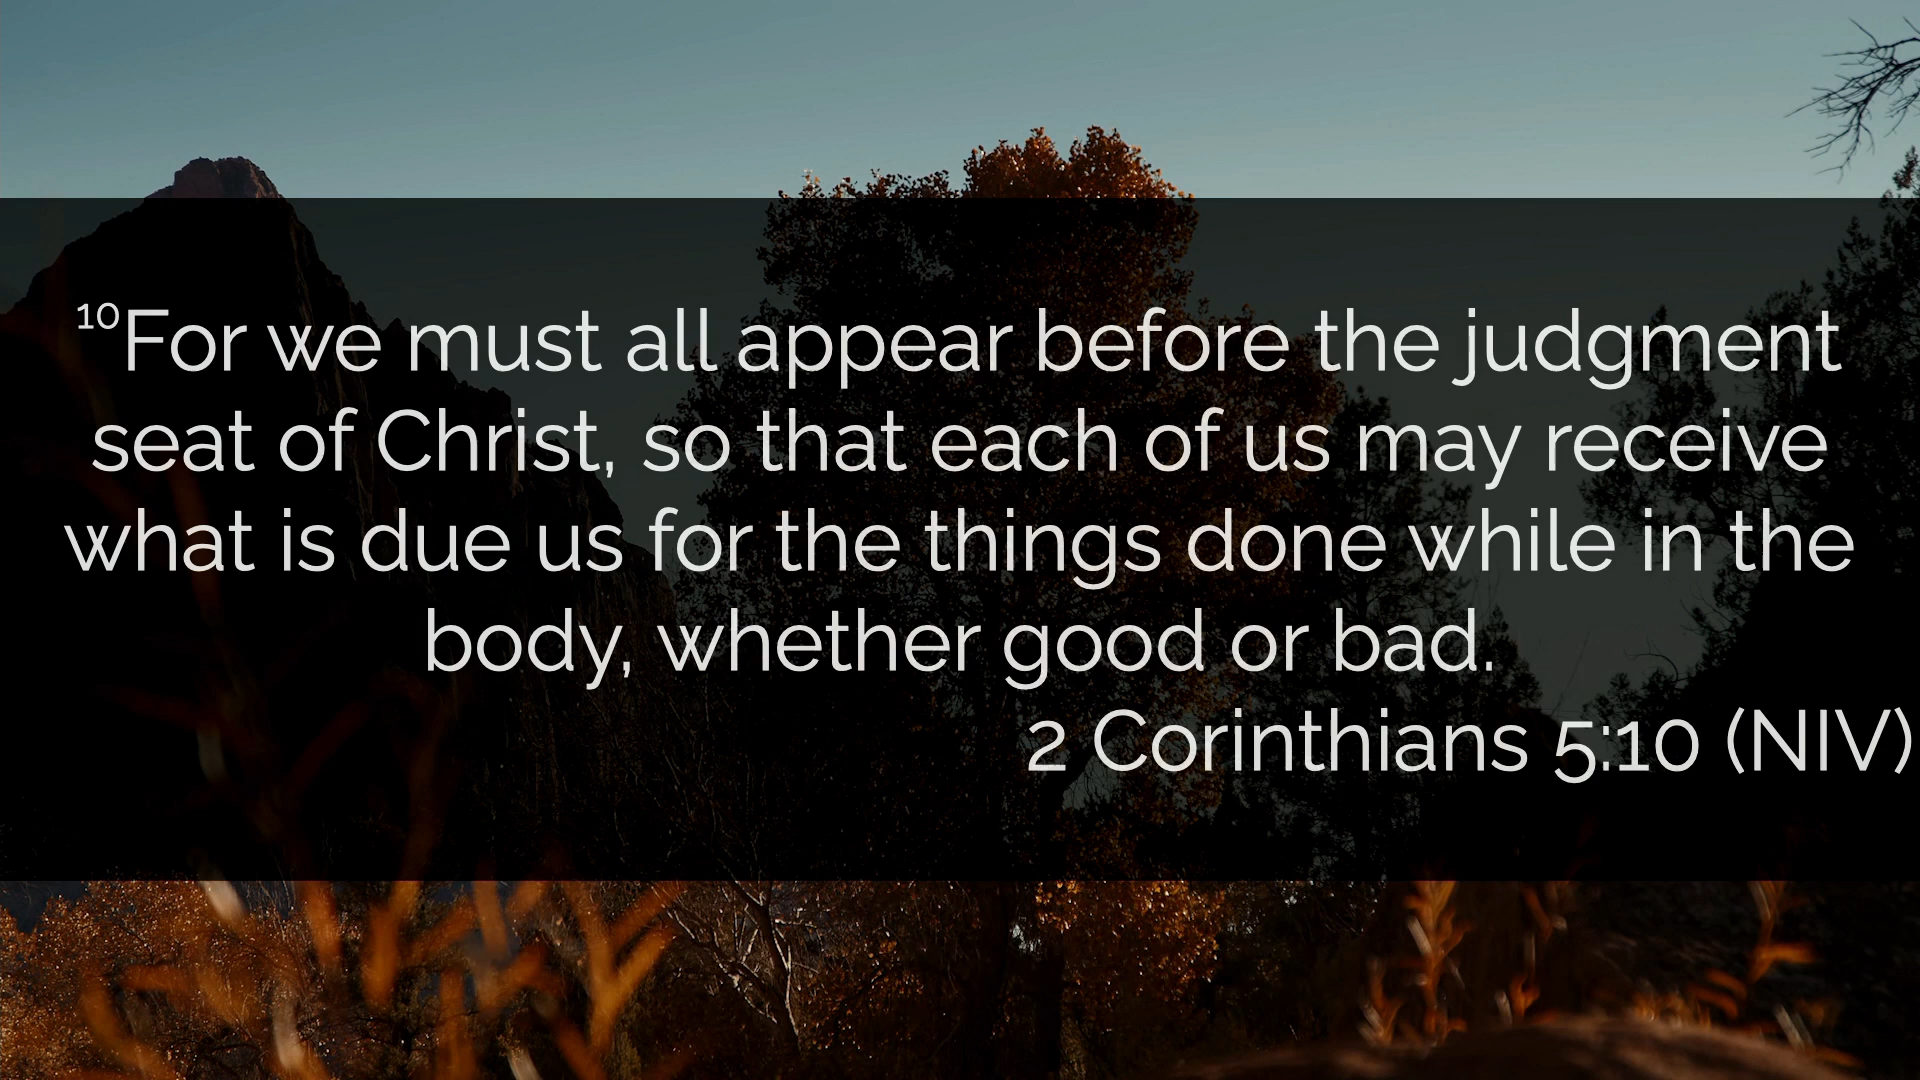 ¹⁰For we must all appear before the judgment
seat of Christ, so that each of us may receive
what is due us for the things done while in the
body, whether good or bad.
2 Corinthians 5:10 (NIV)